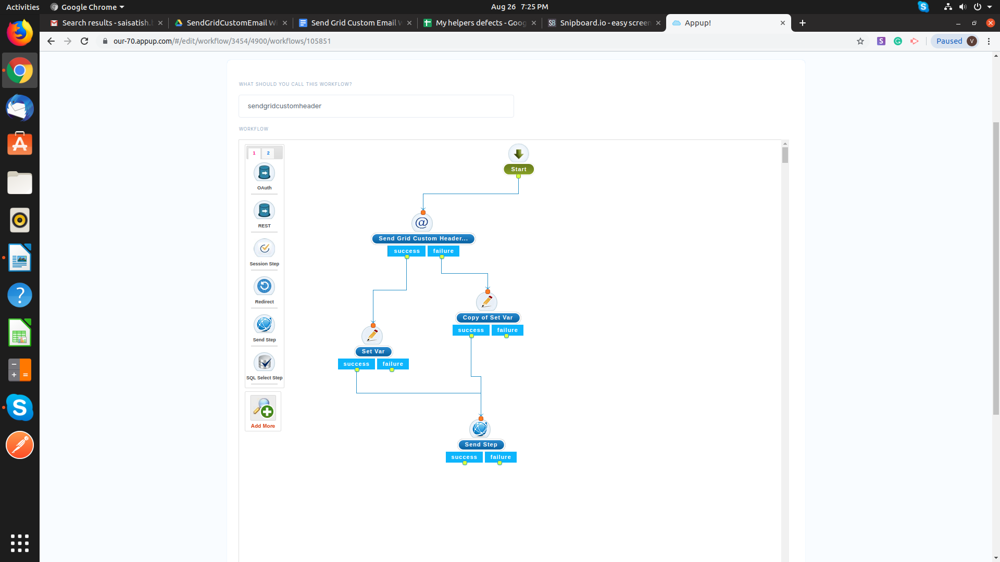 Activities
Google Chrome
Aug 26 7:25 PM
Search results - saisatish.
SendGridCustomEmail
Send Grid Custom Email
My helpers defects - Goog
Snipboard.io - easy screen
Appup!
our-70.appup.com/#/edit/workflow/3454/4900/workflows/105851
Paused
V
WHAT SHOULD YOU CALL THIS WORKFLOW?
sendgridcustomheader
WORKFLOW
1 2
OAuth
REST
Session Step
Redirect
Send Step
SQL Select Step
Add More
Start
@
Send Grid Custom Header...
success failure
Copy of Set Var
success failure
Set Var
success failure
Send Step
success failure